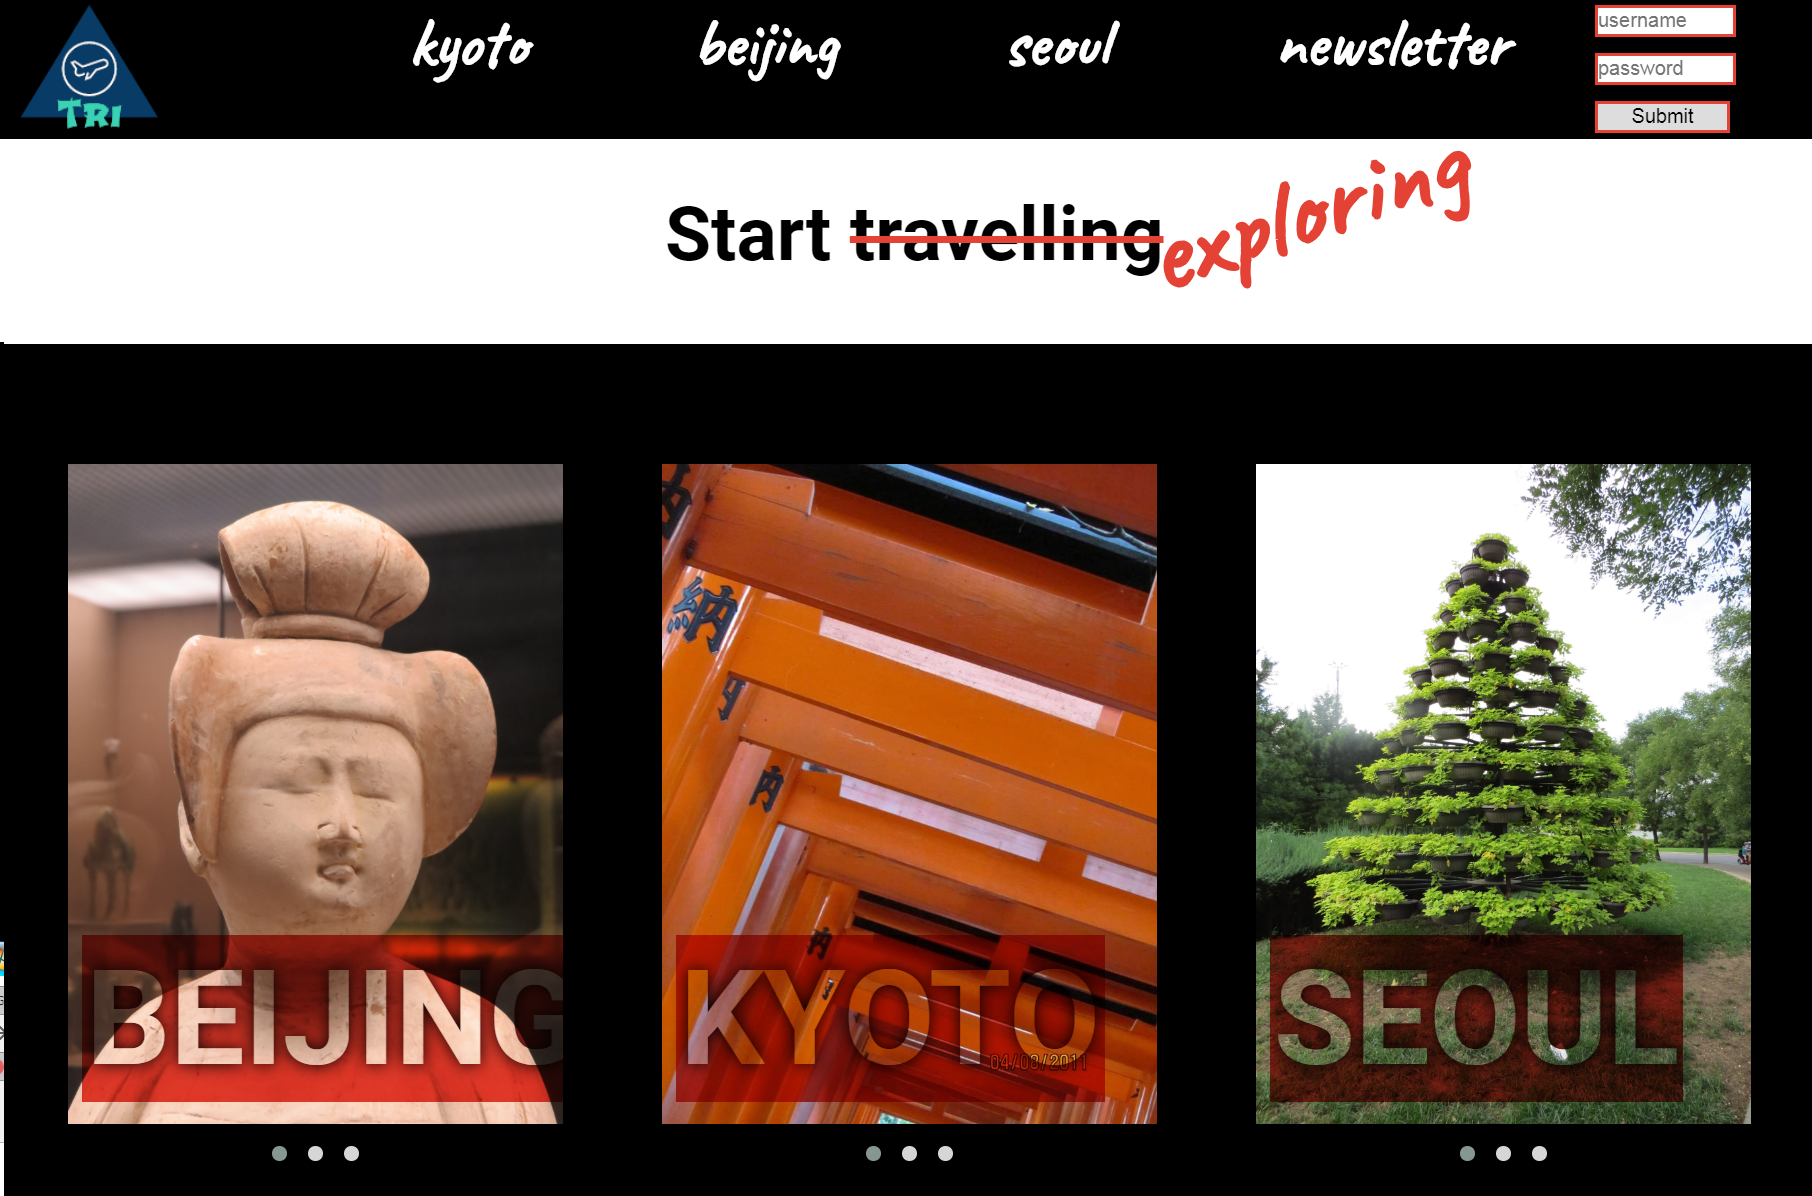 TRI
kyoto
beijing
seoul
newsletter
username
password
Submit
Start travelling exploring
納
内
納
BEIJING
KYOTO
04/08/2011
SEOUL